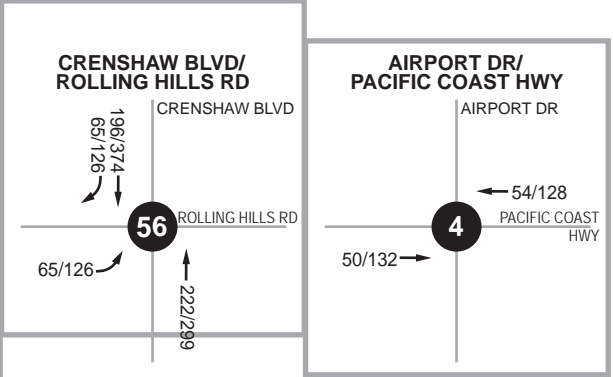 CRENSHAW BLVD/
ROLLING HILLS RD
CRENSHAW BLVD
196/374
65/126
56
ROLLING HILLS RD
65/126
222/299
AIRPORT DR/
PACIFIC COAST HWY
AIRPORT DR
54/128
4
PACIFIC COAST
HWY
50/132